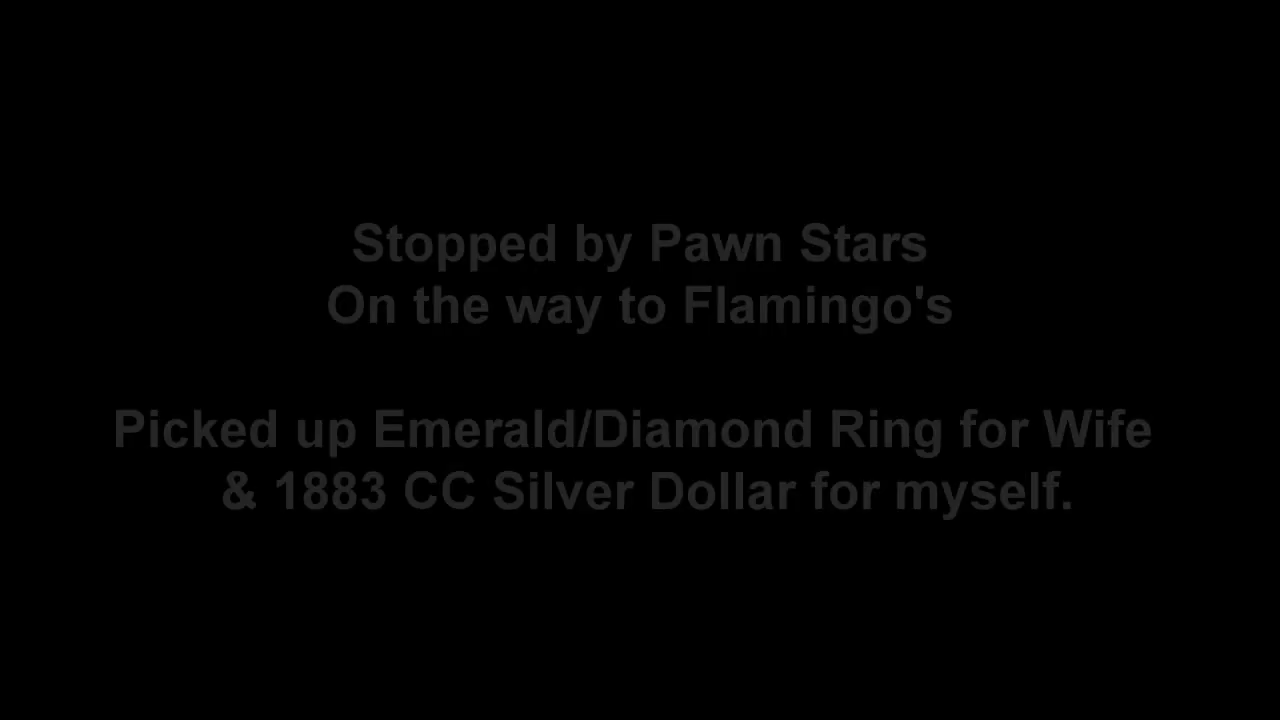 Stopped by Pawn Stars
On the way to Flamingo's
Picked up Emerald/Diamond Ring for Wife
& 1883 CC Silver Dollar for myself.